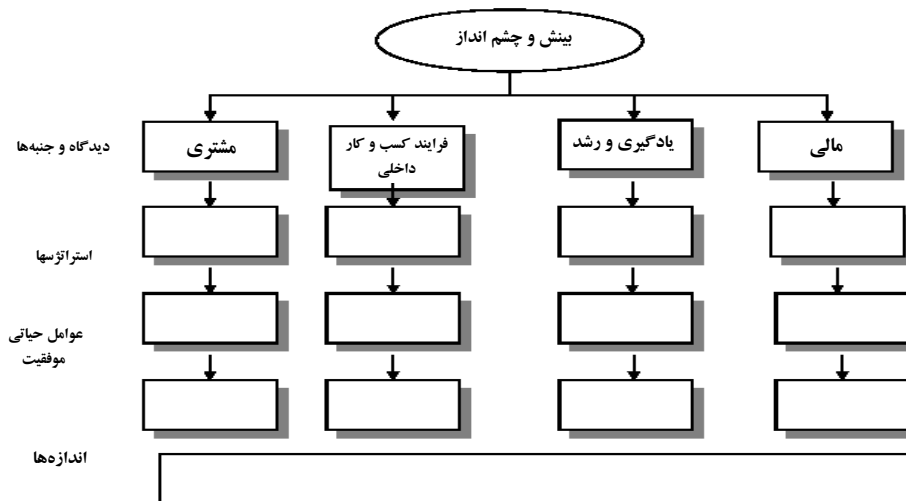 بینش و چشم انداز
دیدگاه و جنبه‌ها
مالی
یادگیری و رشد
فرایند کسب و کار
داخلی
مشتری
استراتژسها
عوامل حیاتی
موفقیت
اندازه‌ها